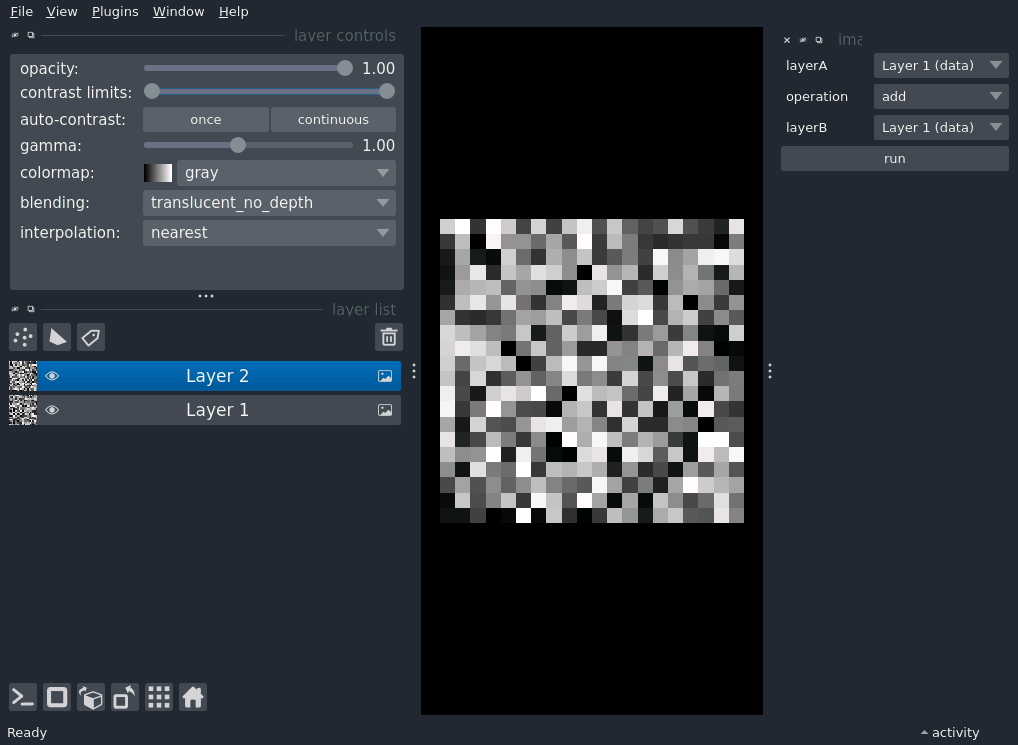 File View Plugins Window Help
layer controls
opacity: 1.00
contrast limits:
auto-contrast: once continuous
gamma: 1.00
colormap: gray
blending: translucent_no_depth
interpolation: nearest
layer list
Layer 2
Layer 1
ima
layerA Layer 1 (data)
operation add
layerB Layer 1 (data)
run
Ready
activity